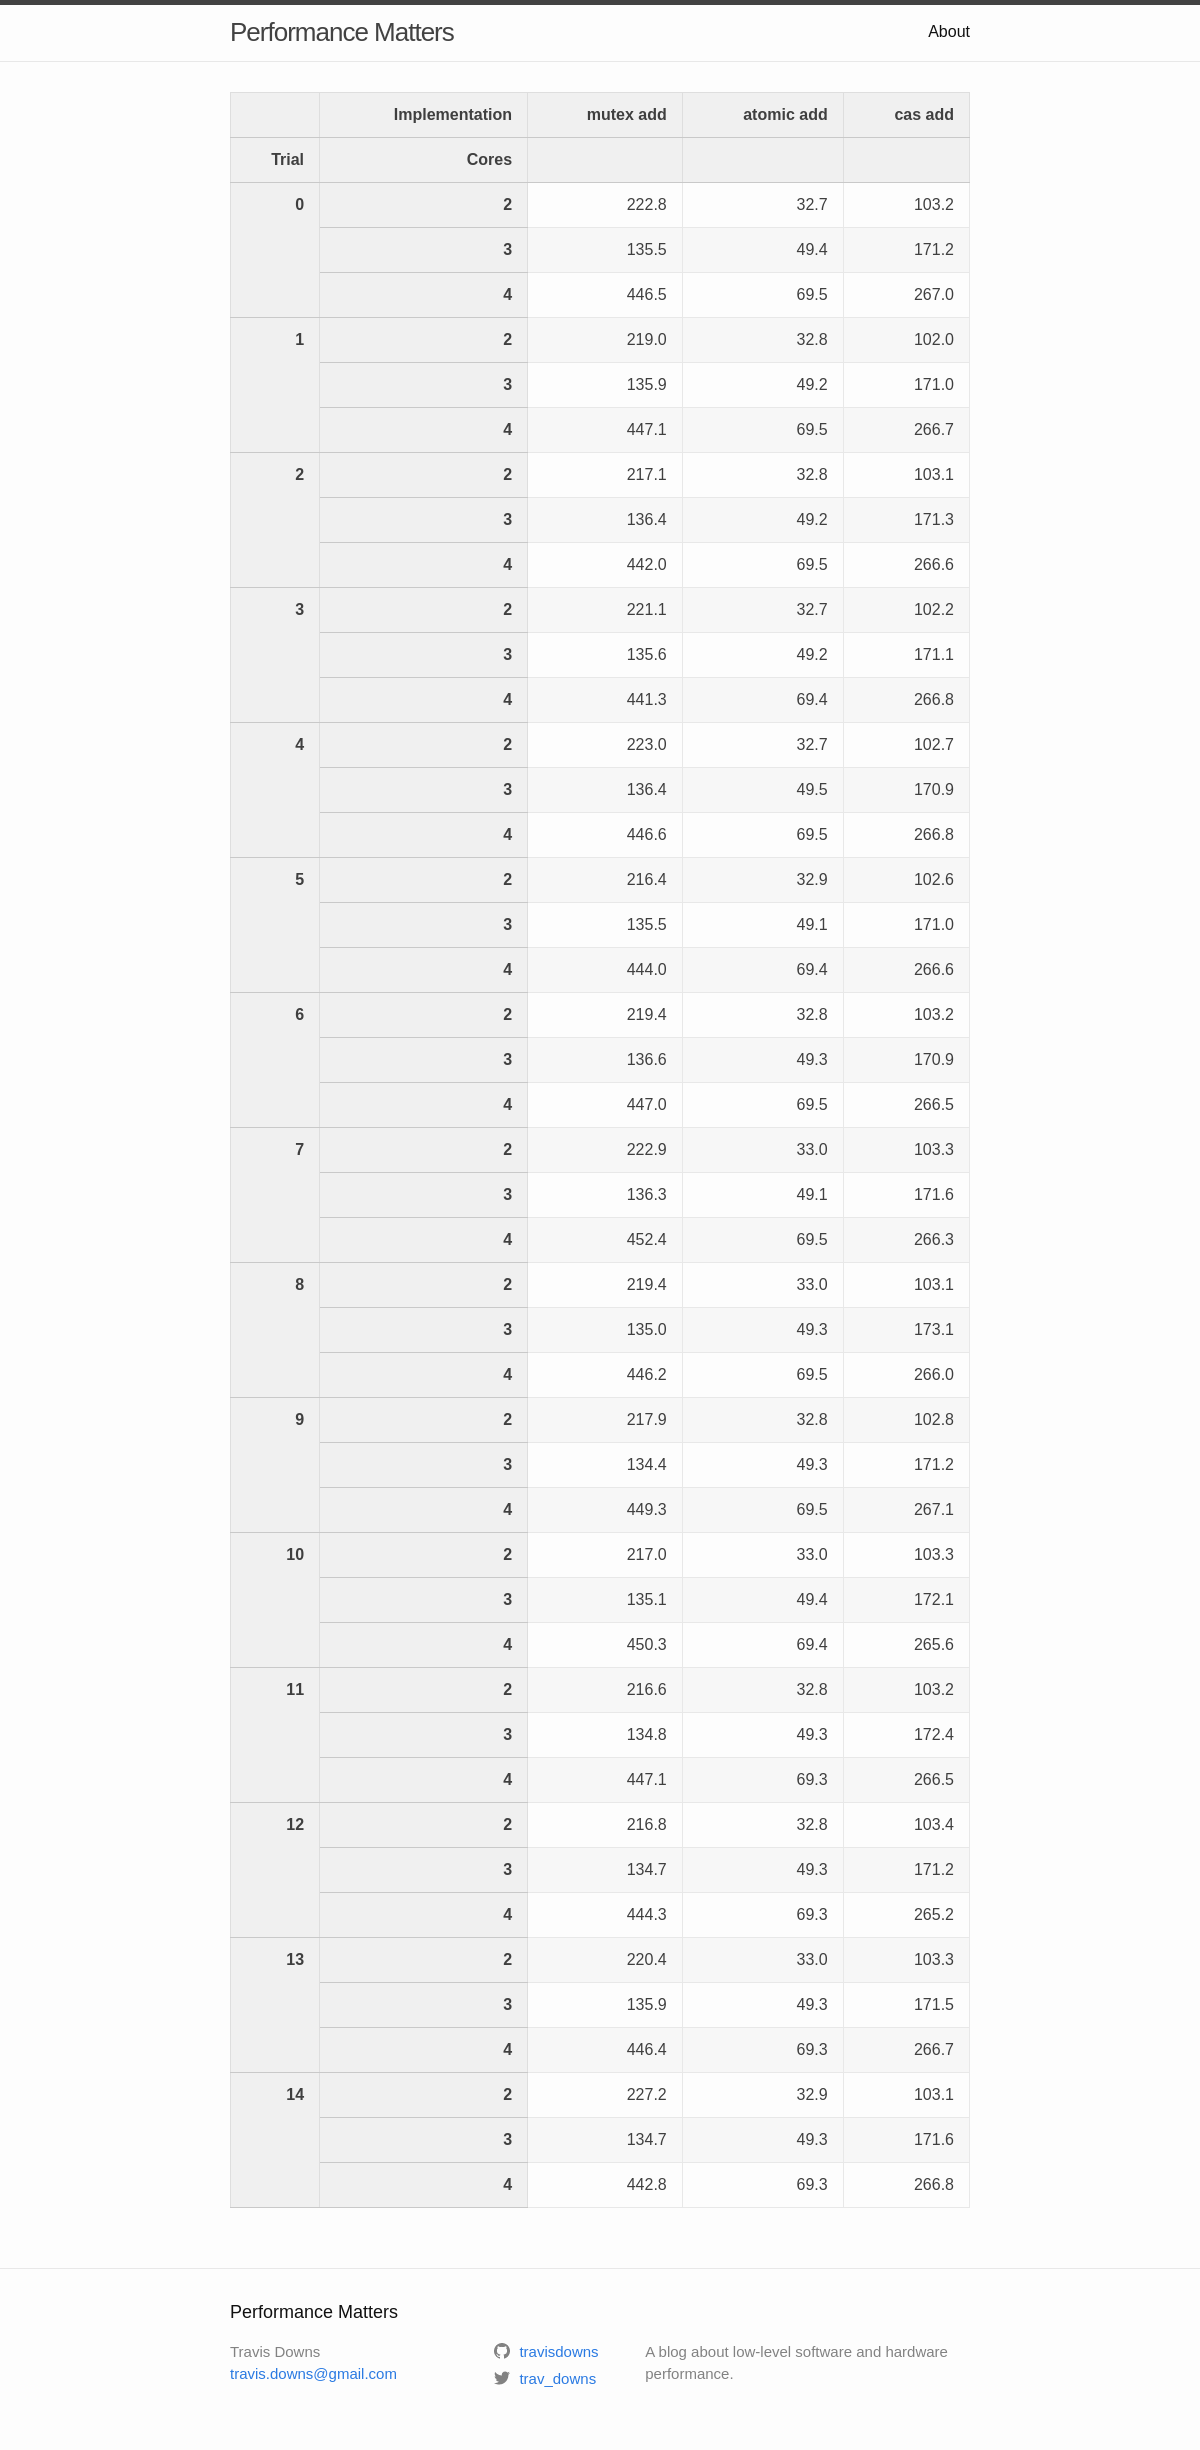 Performance Matters About
Implementation mutex add atomic add cas add
Trial Cores
0 2 222.8 32.7 103.2
3 135.5 49.4 171.2
4 446.5 69.5 267.0
1 2 219.0 32.8 102.0
3 135.9 49.2 171.0
4 447.1 69.5 266.7
2 2 217.1 32.8 103.1
3 136.4 49.2 171.3
4 442.0 69.5 266.6
3 2 221.1 32.7 102.2
3 135.6 49.2 171.1
4 441.3 69.4 266.8
4 2 223.0 32.7 102.7
3 136.4 49.5 170.9
4 446.6 69.5 266.8
5 2 216.4 32.9 102.6
3 135.5 49.1 171.0
4 444.0 69.4 266.6
6 2 219.4 32.8 103.2
3 136.6 49.3 170.9
4 447.0 69.5 266.5
7 2 222.9 33.0 103.3
3 136.3 49.1 171.6
4 452.4 69.5 266.3
8 2 219.4 33.0 103.1
3 135.0 49.3 173.1
4 446.2 69.5 266.0
9 2 217.9 32.8 102.8
3 134.4 49.3 171.2
4 449.3 69.5 267.1
10 2 217.0 33.0 103.3
3 135.1 49.4 172.1
4 450.3 69.4 265.6
11 2 216.6 32.8 103.2
3 134.8 49.3 172.4
4 447.1 69.3 266.5
12 2 216.8 32.8 103.4
3 134.7 49.3 171.2
4 444.3 69.3 265.2
13 2 220.4 33.0 103.3
3 135.9 49.3 171.5
4 446.4 69.3 266.7
14 2 227.2 32.9 103.1
3 134.7 49.3 171.6
4 442.8 69.3 266.8
Performance Matters
Travis Downs
travis.downs@gmail.com
travisdowns
trav_downs
A blog about low-level software and hardware
performance.